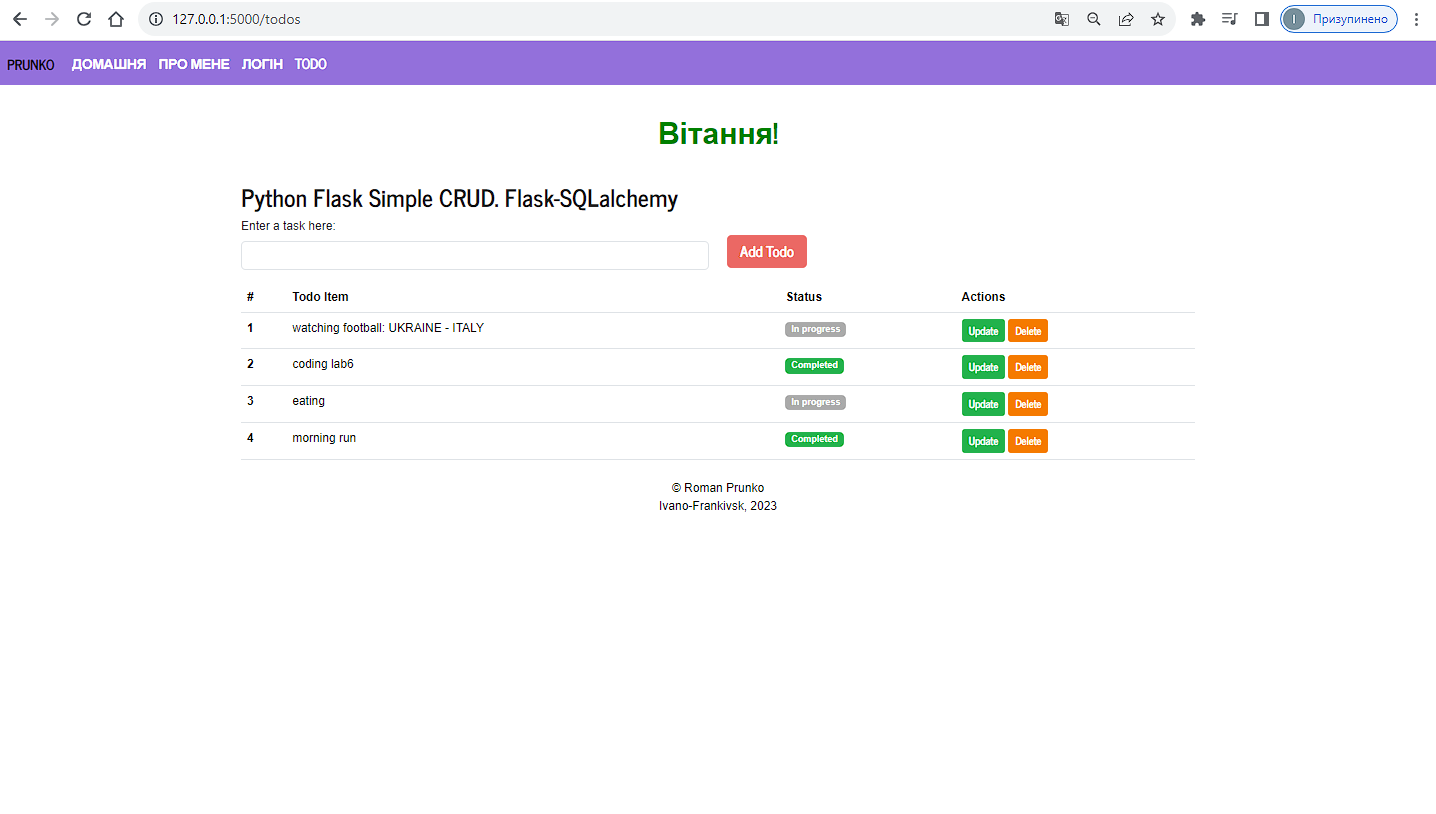 127.0.0.1:5000/todos
I Призупинено
PRUNKO ДОМАШНЯ ПРО МЕНЕ ЛОГІН TODO
Вітання!
Python Flask Simple CRUD. Flask-SQLalchemy
Enter a task here:
Add Todo
# Todo Item Status Actions
1 watching football: UKRAINE - ITALY In progress Update Delete
2 coding lab6 Completed Update Delete
3 eating In progress Update Delete
4 morning run Completed Update Delete
© Roman Prunko
Ivano-Frankivsk, 2023